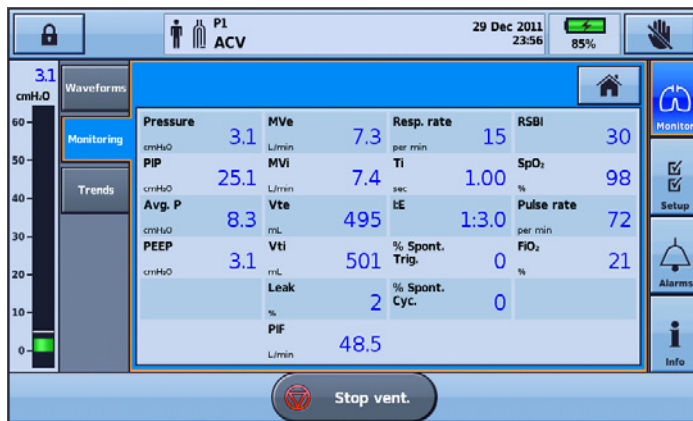 P1
ACV
29 Dec 2011
23:56
85%
3.1
cmH₂O
60
50
40
30
20
10
0
Waveforms
Monitoring
Trends
Pressure
cmH₂O
3.1
MVe
L/min
7.3
Resp. rate
per min
15
RSBI
30
PIP
cmH₂O
25.1
MVi
L/min
7.4
Ti
sec
1.00
SpO₂
%
98
Avg. P
cmH₂O
8.3
Vte
mL
495
I:E
1:3.0
Pulse rate
per min
72
PEEP
cmH₂O
3.1
Vti
mL
501
% Spont.
Trig.
0
FiO₂
%
21
Leak
%
2
% Spont.
Cyc.
0
PIF
L/min
48.5
Monitor
Setup
Alarms
Info
Stop vent.